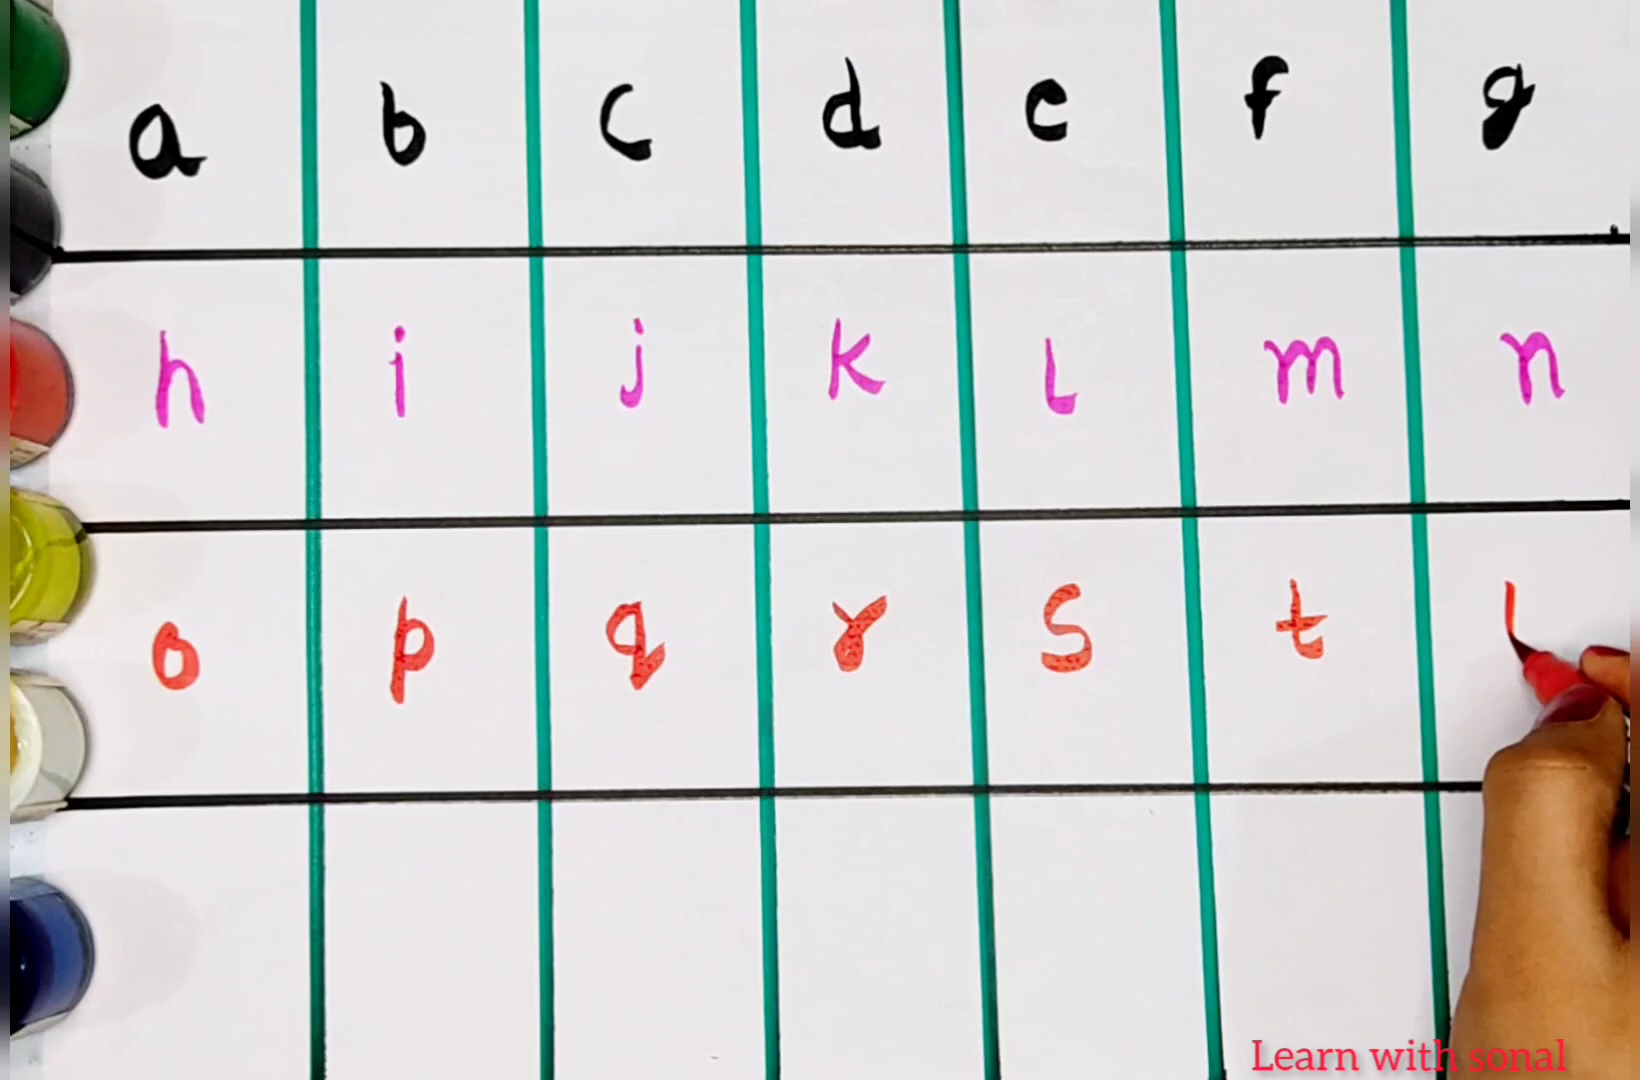 a b c d e f g
h i j k l m n
o p q r s t
Learn with sonal